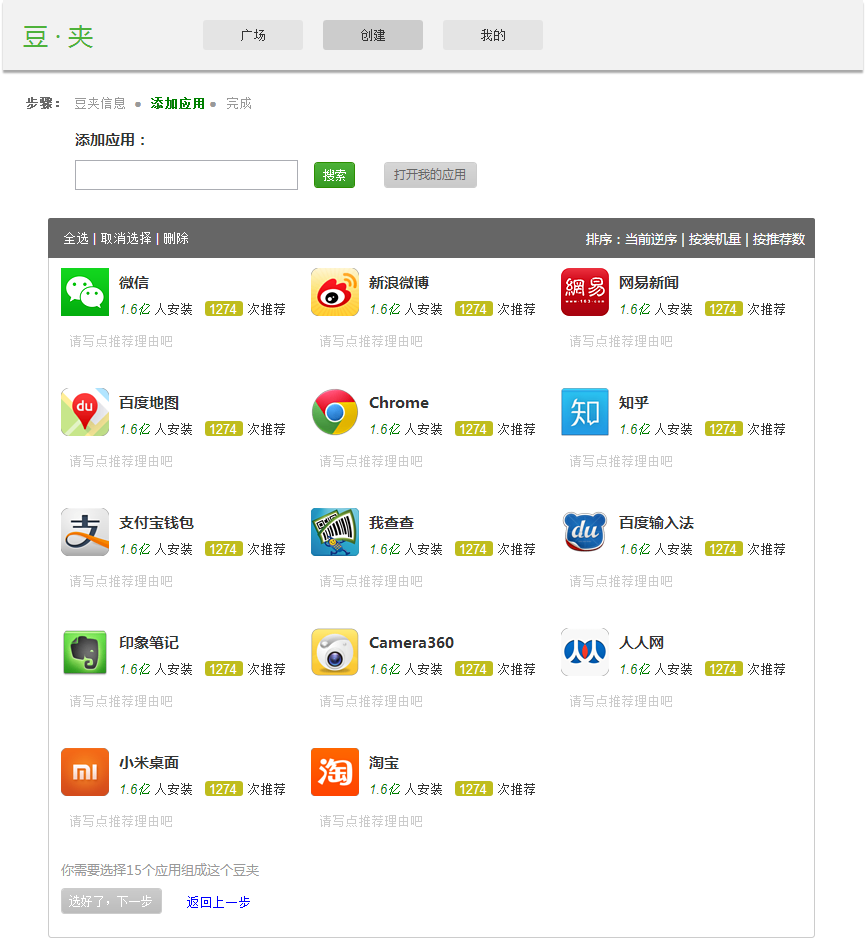 豆·夹 广场 创建 我的
步骤： 豆夹信息 ● 添加应用 ● 完成
添加应用：
搜索 打开我的应用
全选 | 取消选择 | 删除 排序：当前逆序 | 按装机量 | 按推荐数
微信 新浪微博 網易 www.163.com 网易新闻
1.6亿 人安装 1274 次推荐 1.6亿 人安装 1274 次推荐 1.6亿 人安装 1274 次推荐
请写点推荐理由吧 请写点推荐理由吧 请写点推荐理由吧
du 百度地图 Chrome 知 知乎
1.6亿 人安装 1274 次推荐 1.6亿 人安装 1274 次推荐 1.6亿 人安装 1274 次推荐
请写点推荐理由吧 请写点推荐理由吧 请写点推荐理由吧
支 支付宝钱包 我查查 du 百度输入法
1.6亿 人安装 1274 次推荐 1.6亿 人安装 1274 次推荐 1.6亿 人安装 1274 次推荐
请写点推荐理由吧 请写点推荐理由吧 请写点推荐理由吧
印象笔记 Camera360 人人网
1.6亿 人安装 1274 次推荐 1.6亿 人安装 1274 次推荐 1.6亿 人安装 1274 次推荐
请写点推荐理由吧 请写点推荐理由吧 请写点推荐理由吧
mi 小米桌面 淘 淘宝
1.6亿 人安装 1274 次推荐 1.6亿 人安装 1274 次推荐
请写点推荐理由吧 请写点推荐理由吧
你需要选择15个应用组成这个豆夹
选好了，下一步 返回上一步